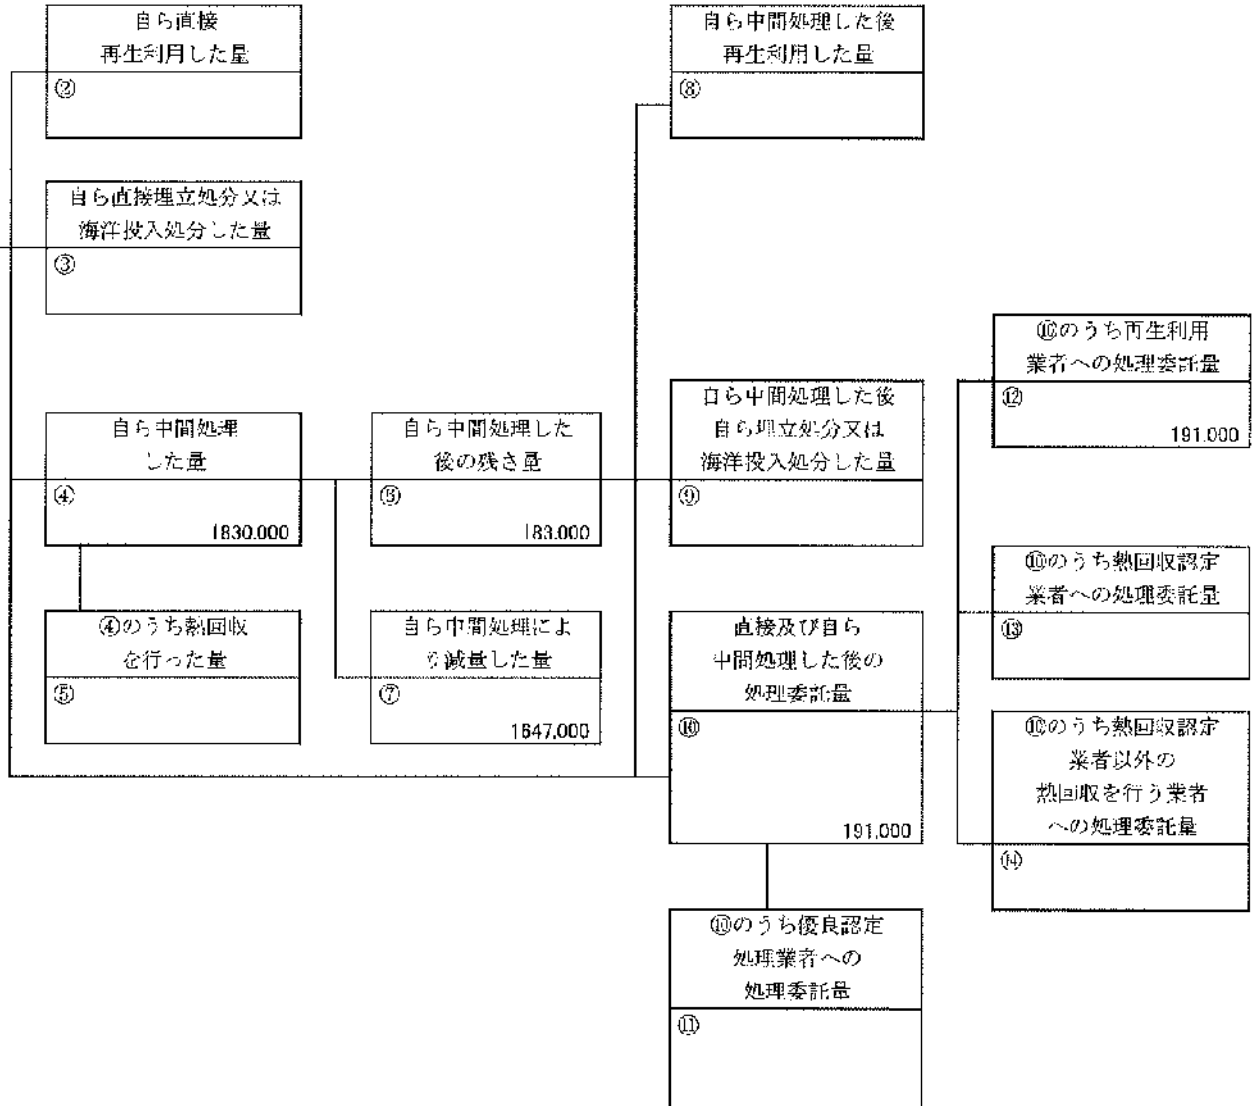 自ら直接
再生利用した量
②
自ら中間処理した後
再生利用した量
⑧
自ら直接埋立処分又は
海洋投入処分した量
③
⑩のうち再生利用
業者への処理委託量
⑫
191.000
自ら中間処理
した量
④
1830.000
自ら中間処理した
後の残さ量
⑥
183.000
自ら中間処理した後
自ら埋立処分又は
海洋投入処分した量
⑨
⑩のうち熱回収認定
業者への処理委託量
⑬
④のうち熱回収
を行った量
⑤
自ら中間処理によ
り減量した量
⑦
1647.000
直接及び自ら
中間処理した後の
処理委託量
⑩
191.000
⑩のうち熱回収認定
業者以外の
熱回収を行う業者
への処理委託量
⑭
⑩のうち優良認定
処理業者への
処理委託量
⑪